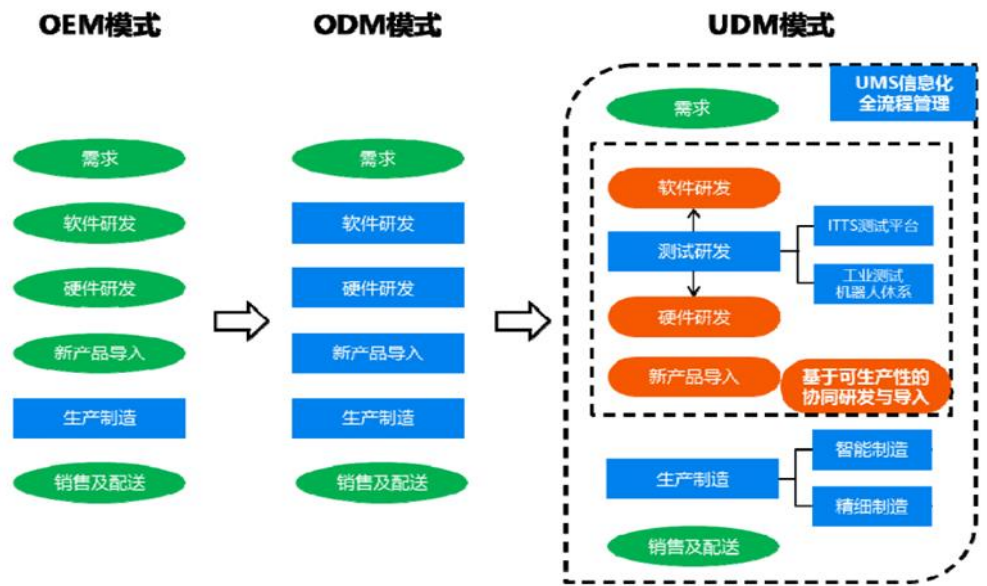 OEM模式
需求
软件研发
硬件研发
新产品导入
生产制造
销售及配送
ODM模式
需求
软件研发
硬件研发
新产品导入
生产制造
销售及配送
UDM模式
UMS信息化
全流程管理
需求
软件研发
测试研发
ITTS测试平台
工业测试
机器人体系
硬件研发
新产品导入
基于可生产性的
协同研发与导入
生产制造
智能制造
精细制造
销售及配送